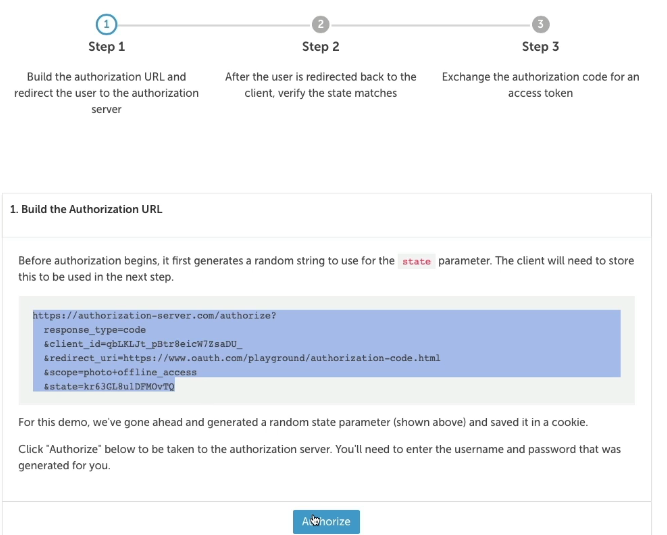 1
2
3
Step 1
Step 2
Step 3
Build the authorization URL and
redirect the user to the authorization
server
After the user is redirected back to the
client, verify the state matches
Exchange the authorization code for an
access token
1. Build the Authorization URL
Before authorization begins, it first generates a random string to use for the state parameter. The client will need to store
this to be used in the next step.
https://authorization-server.com/authorize?
response_type=code
&client_id=qbLKLJt_pBtr8eicW7ZsaDU_
&redirect_uri=https://www.oauth.com/playground/authorization-code.html
&scope=photo+offline_access
&state=kr63GL8ulDFMOvTQ
For this demo, we've gone ahead and generated a random state parameter (shown above) and saved it in a cookie.
Click "Authorize" below to be taken to the authorization server. You'll need to enter the username and password that was
generated for you.
Authorize